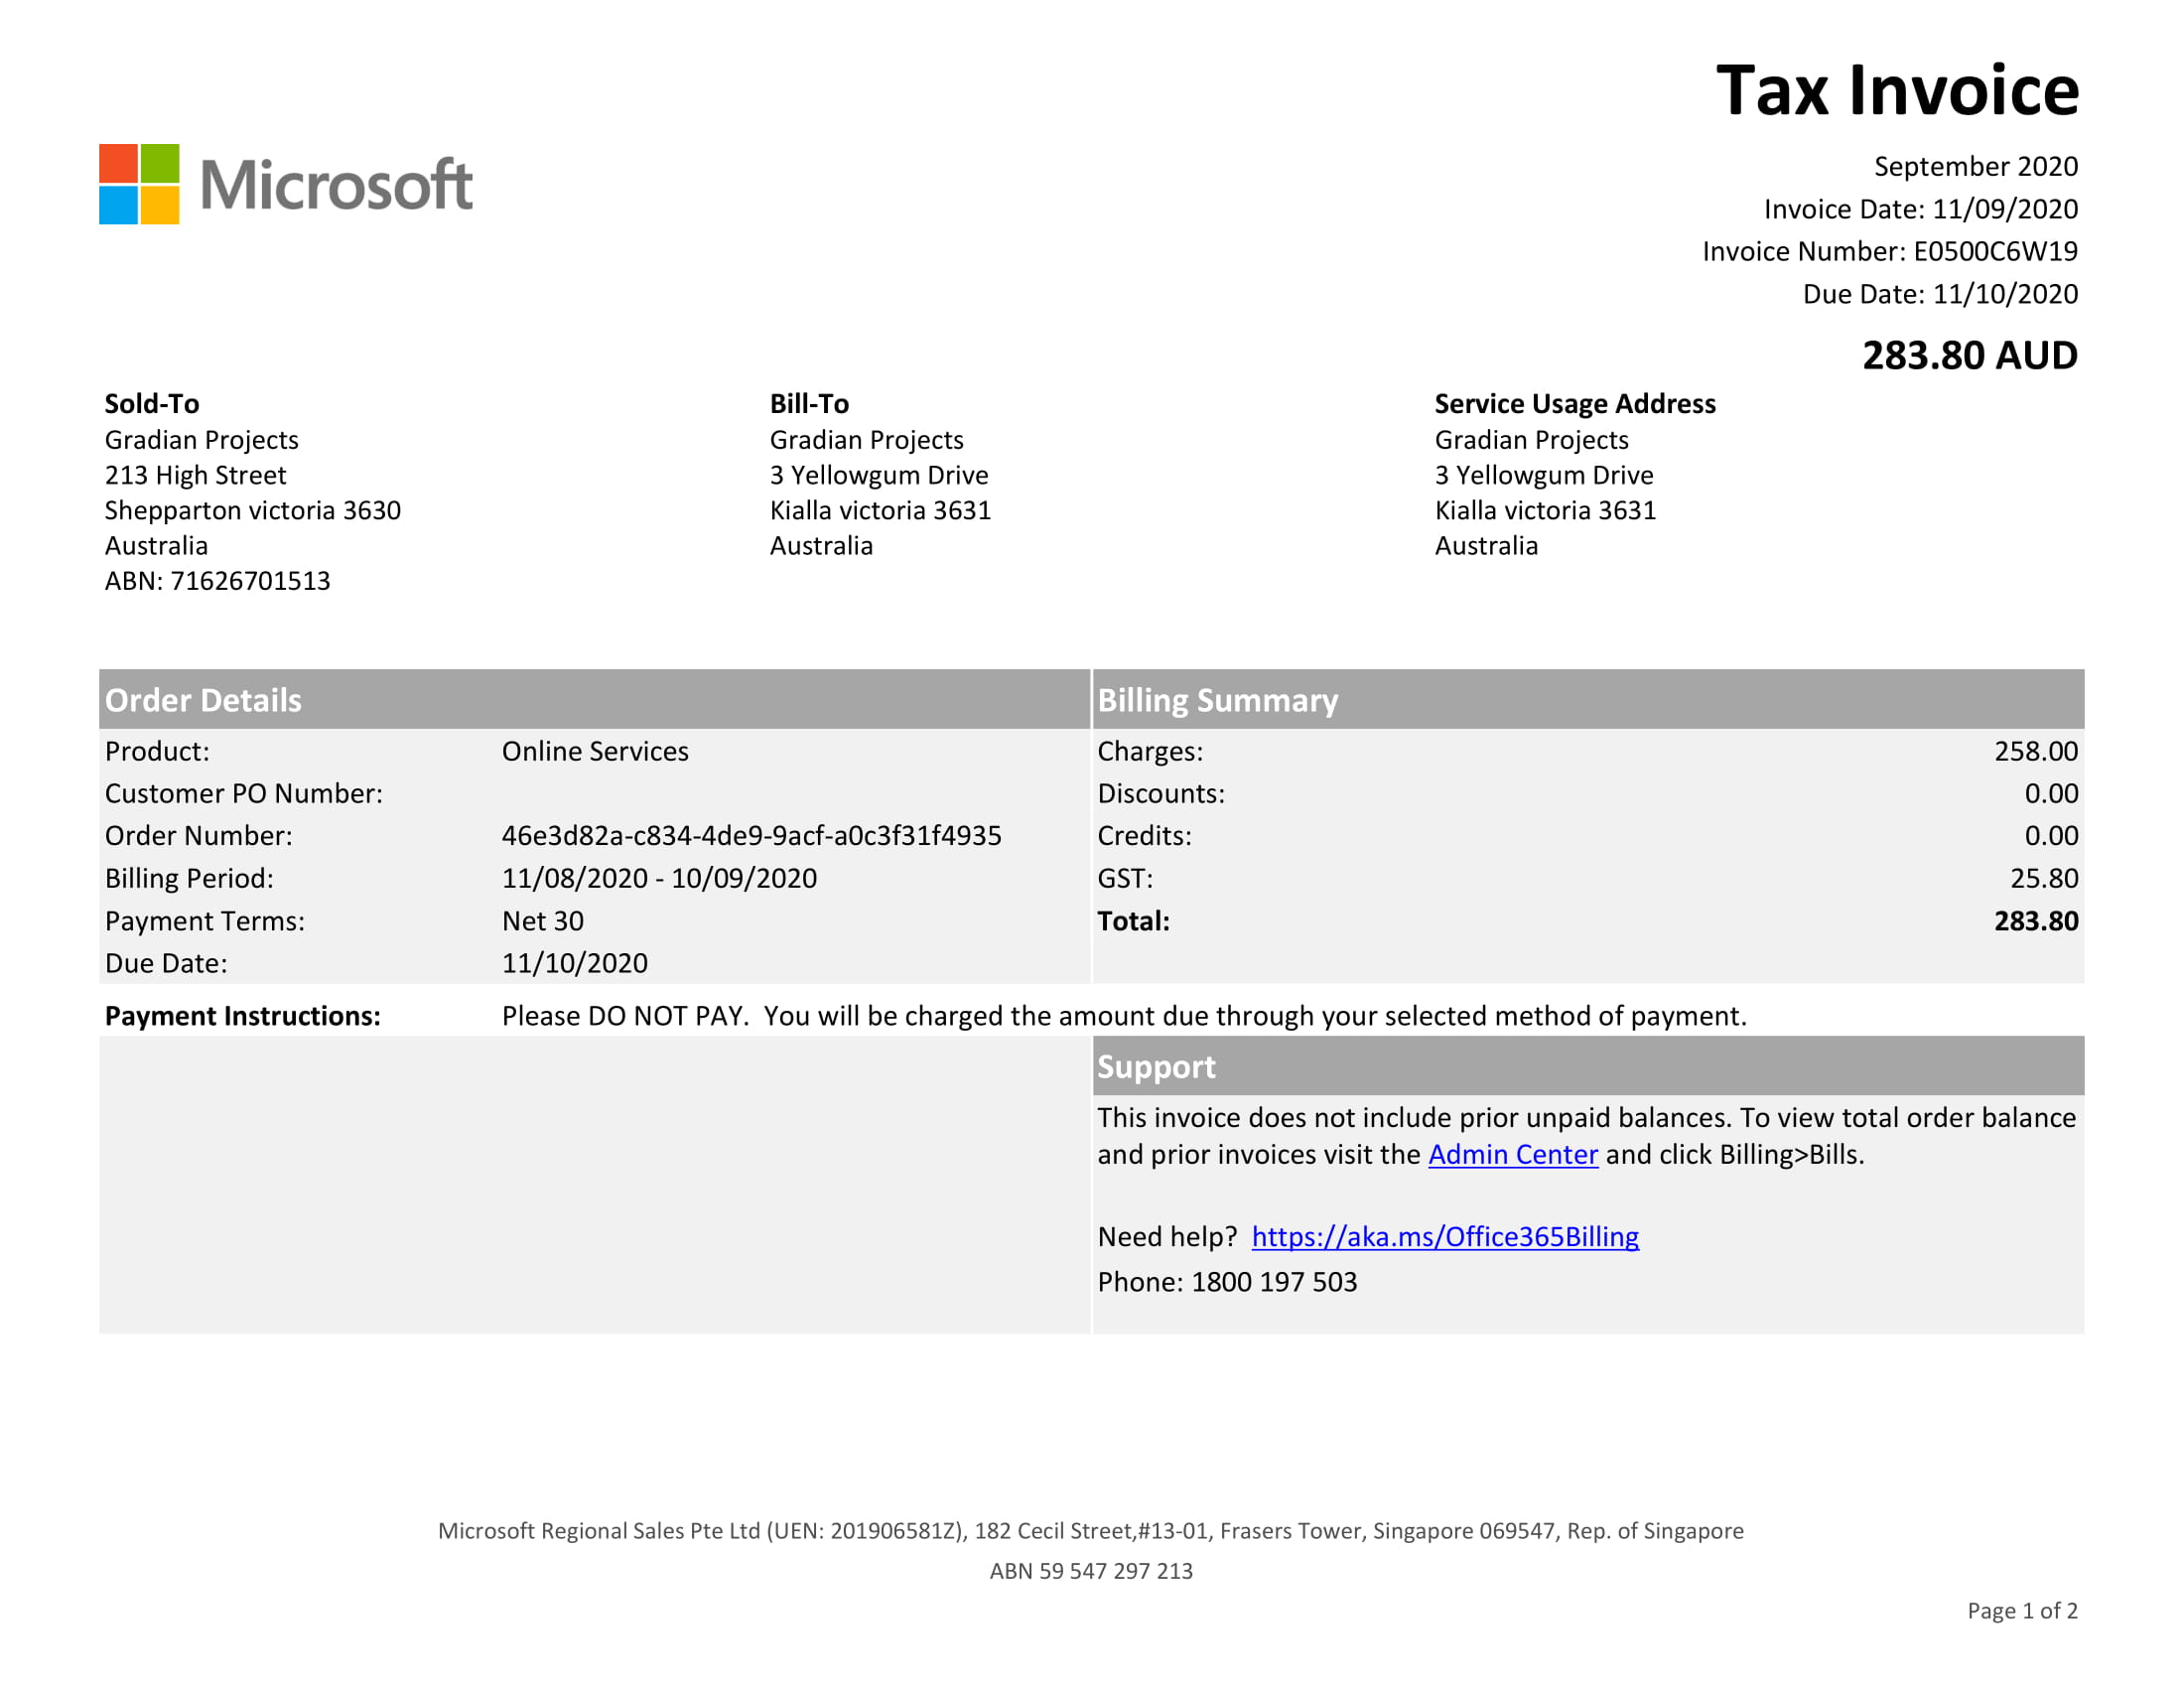 Tax Invoice
Microsoft
September 2020
Invoice Date: 11/09/2020
Invoice Number: E0500C6W19
Due Date: 11/10/2020
283.80 AUD
Sold-To
Gradian Projects
213 High Street
Shepparton victoria 3630
Australia
ABN: 71626701513
Bill-To
Gradian Projects
3 Yellowgum Drive
Kialla victoria 3631
Australia
Service Usage Address
Gradian Projects
3 Yellowgum Drive
Kialla victoria 3631
Australia
Order Details
Product: Online Services
Customer PO Number:
Order Number: 46e3d82a-c834-4de9-9acf-a0c3f31f4935
Billing Period: 11/08/2020 - 10/09/2020
Payment Terms: Net 30
Due Date: 11/10/2020
Billing Summary
Charges: 258.00
Discounts: 0.00
Credits: 0.00
GST: 25.80
Total: 283.80
Payment Instructions: Please DO NOT PAY.  You will be charged the amount due through your selected method of payment.
Support
This invoice does not include prior unpaid balances. To view total order balance
and prior invoices visit the Admin Center and click Billing>Bills.
Need help?  https://aka.ms/Office365Billing
Phone: 1800 197 503
Microsoft Regional Sales Pte Ltd (UEN: 201906581Z), 182 Cecil Street,#13-01, Frasers Tower, Singapore 069547, Rep. of Singapore
ABN 59 547 297 213
Page 1 of 2